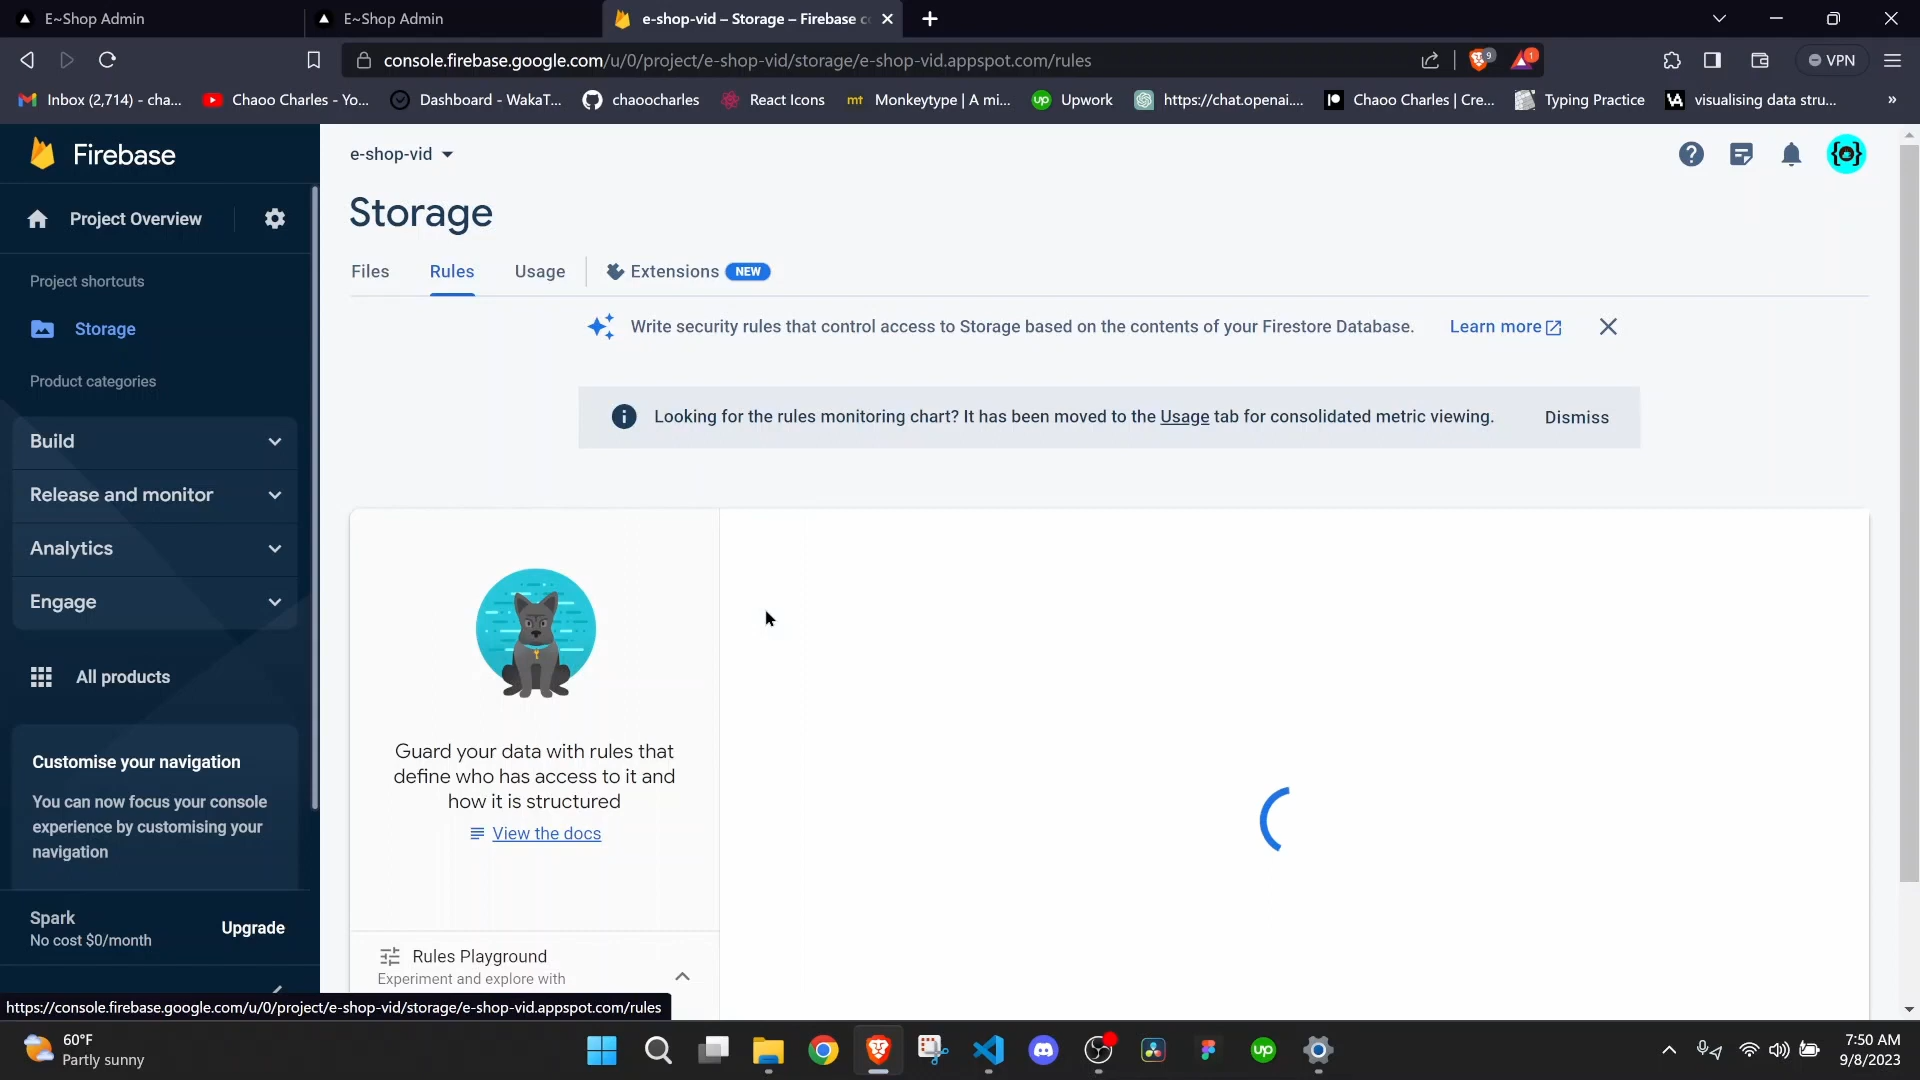 E~Shop Admin
E~Shop Admin
e-shop-vid – Storage – Firebase c
console.firebase.google.com/u/0/project/e-shop-vid/storage/e-shop-vid.appspot.com/rules
9
1
VPN
Inbox (2,714) - cha...
Chaoo Charles - Yo...
Dashboard - WakaT...
chaoocharles
React Icons
mt
Monkeytype | A mi...
up
Upwork
https://chat.openai....
Chaoo Charles | Cre...
Typing Practice
visualising data stru...
»
Firebase
e-shop-vid
Project Overview
Storage
Files
Rules
Usage
Extensions
NEW
Project shortcuts
Storage
Write security rules that control access to Storage based on the contents of your Firestore Database.
Learn more
Product categories
Looking for the rules monitoring chart? It has been moved to the Usage tab for consolidated metric viewing.
Dismiss
Build
Release and monitor
Analytics
Engage
All products
Guard your data with rules that
define who has access to it and
how it is structured
View the docs
Customise your navigation
You can now focus your console
experience by customising your
navigation
Spark
No cost $0/month
Upgrade
Rules Playground
Experiment and explore with
https://console.firebase.google.com/u/0/project/e-shop-vid/storage/e-shop-vid.appspot.com/rules
60°F
Partly sunny
up
7:50 AM
9/8/2023